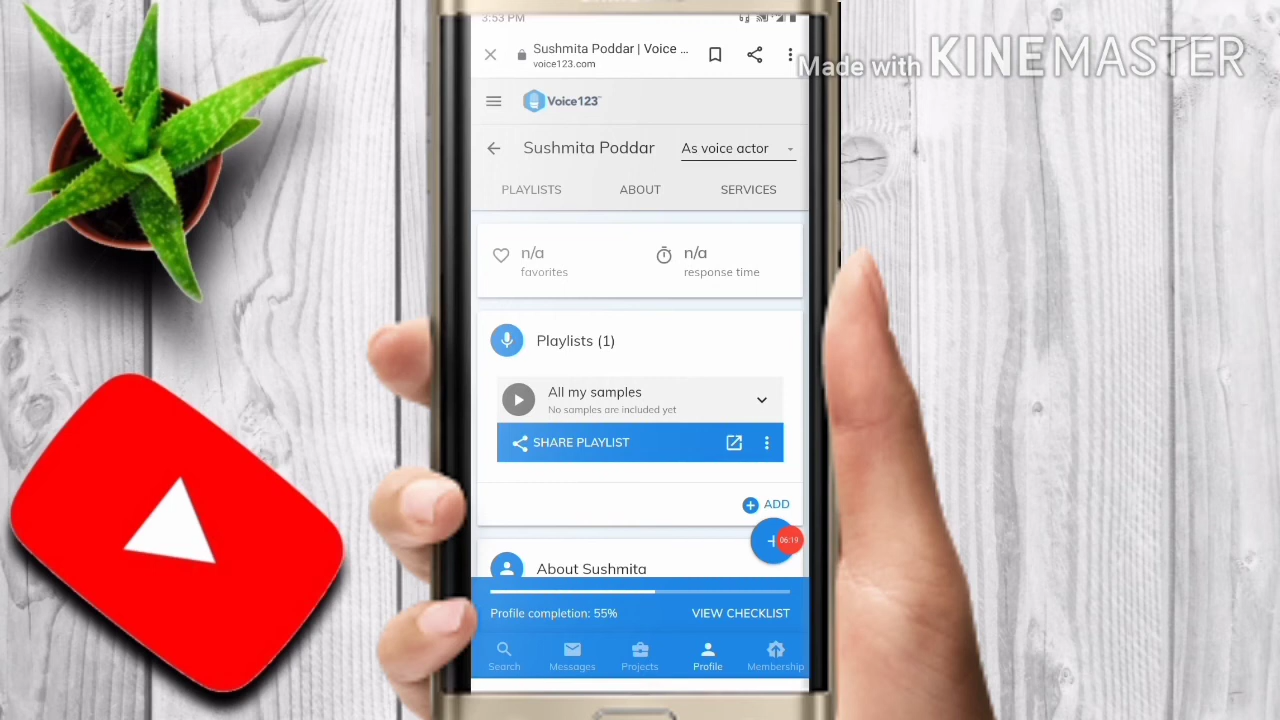 3:53 PM
Sushmita Poddar | Voice ...
voice123.com
Made with KINEMASTER
Voice123
Sushmita Poddar
As voice actor
PLAYLISTS
ABOUT
SERVICES
n/a
favorites
n/a
response time
Playlists (1)
All my samples
No samples are included yet
SHARE PLAYLIST
ADD
06:19
About Sushmita
Profile completion: 55%
VIEW CHECKLIST
Search
Messages
Projects
Profile
Membership